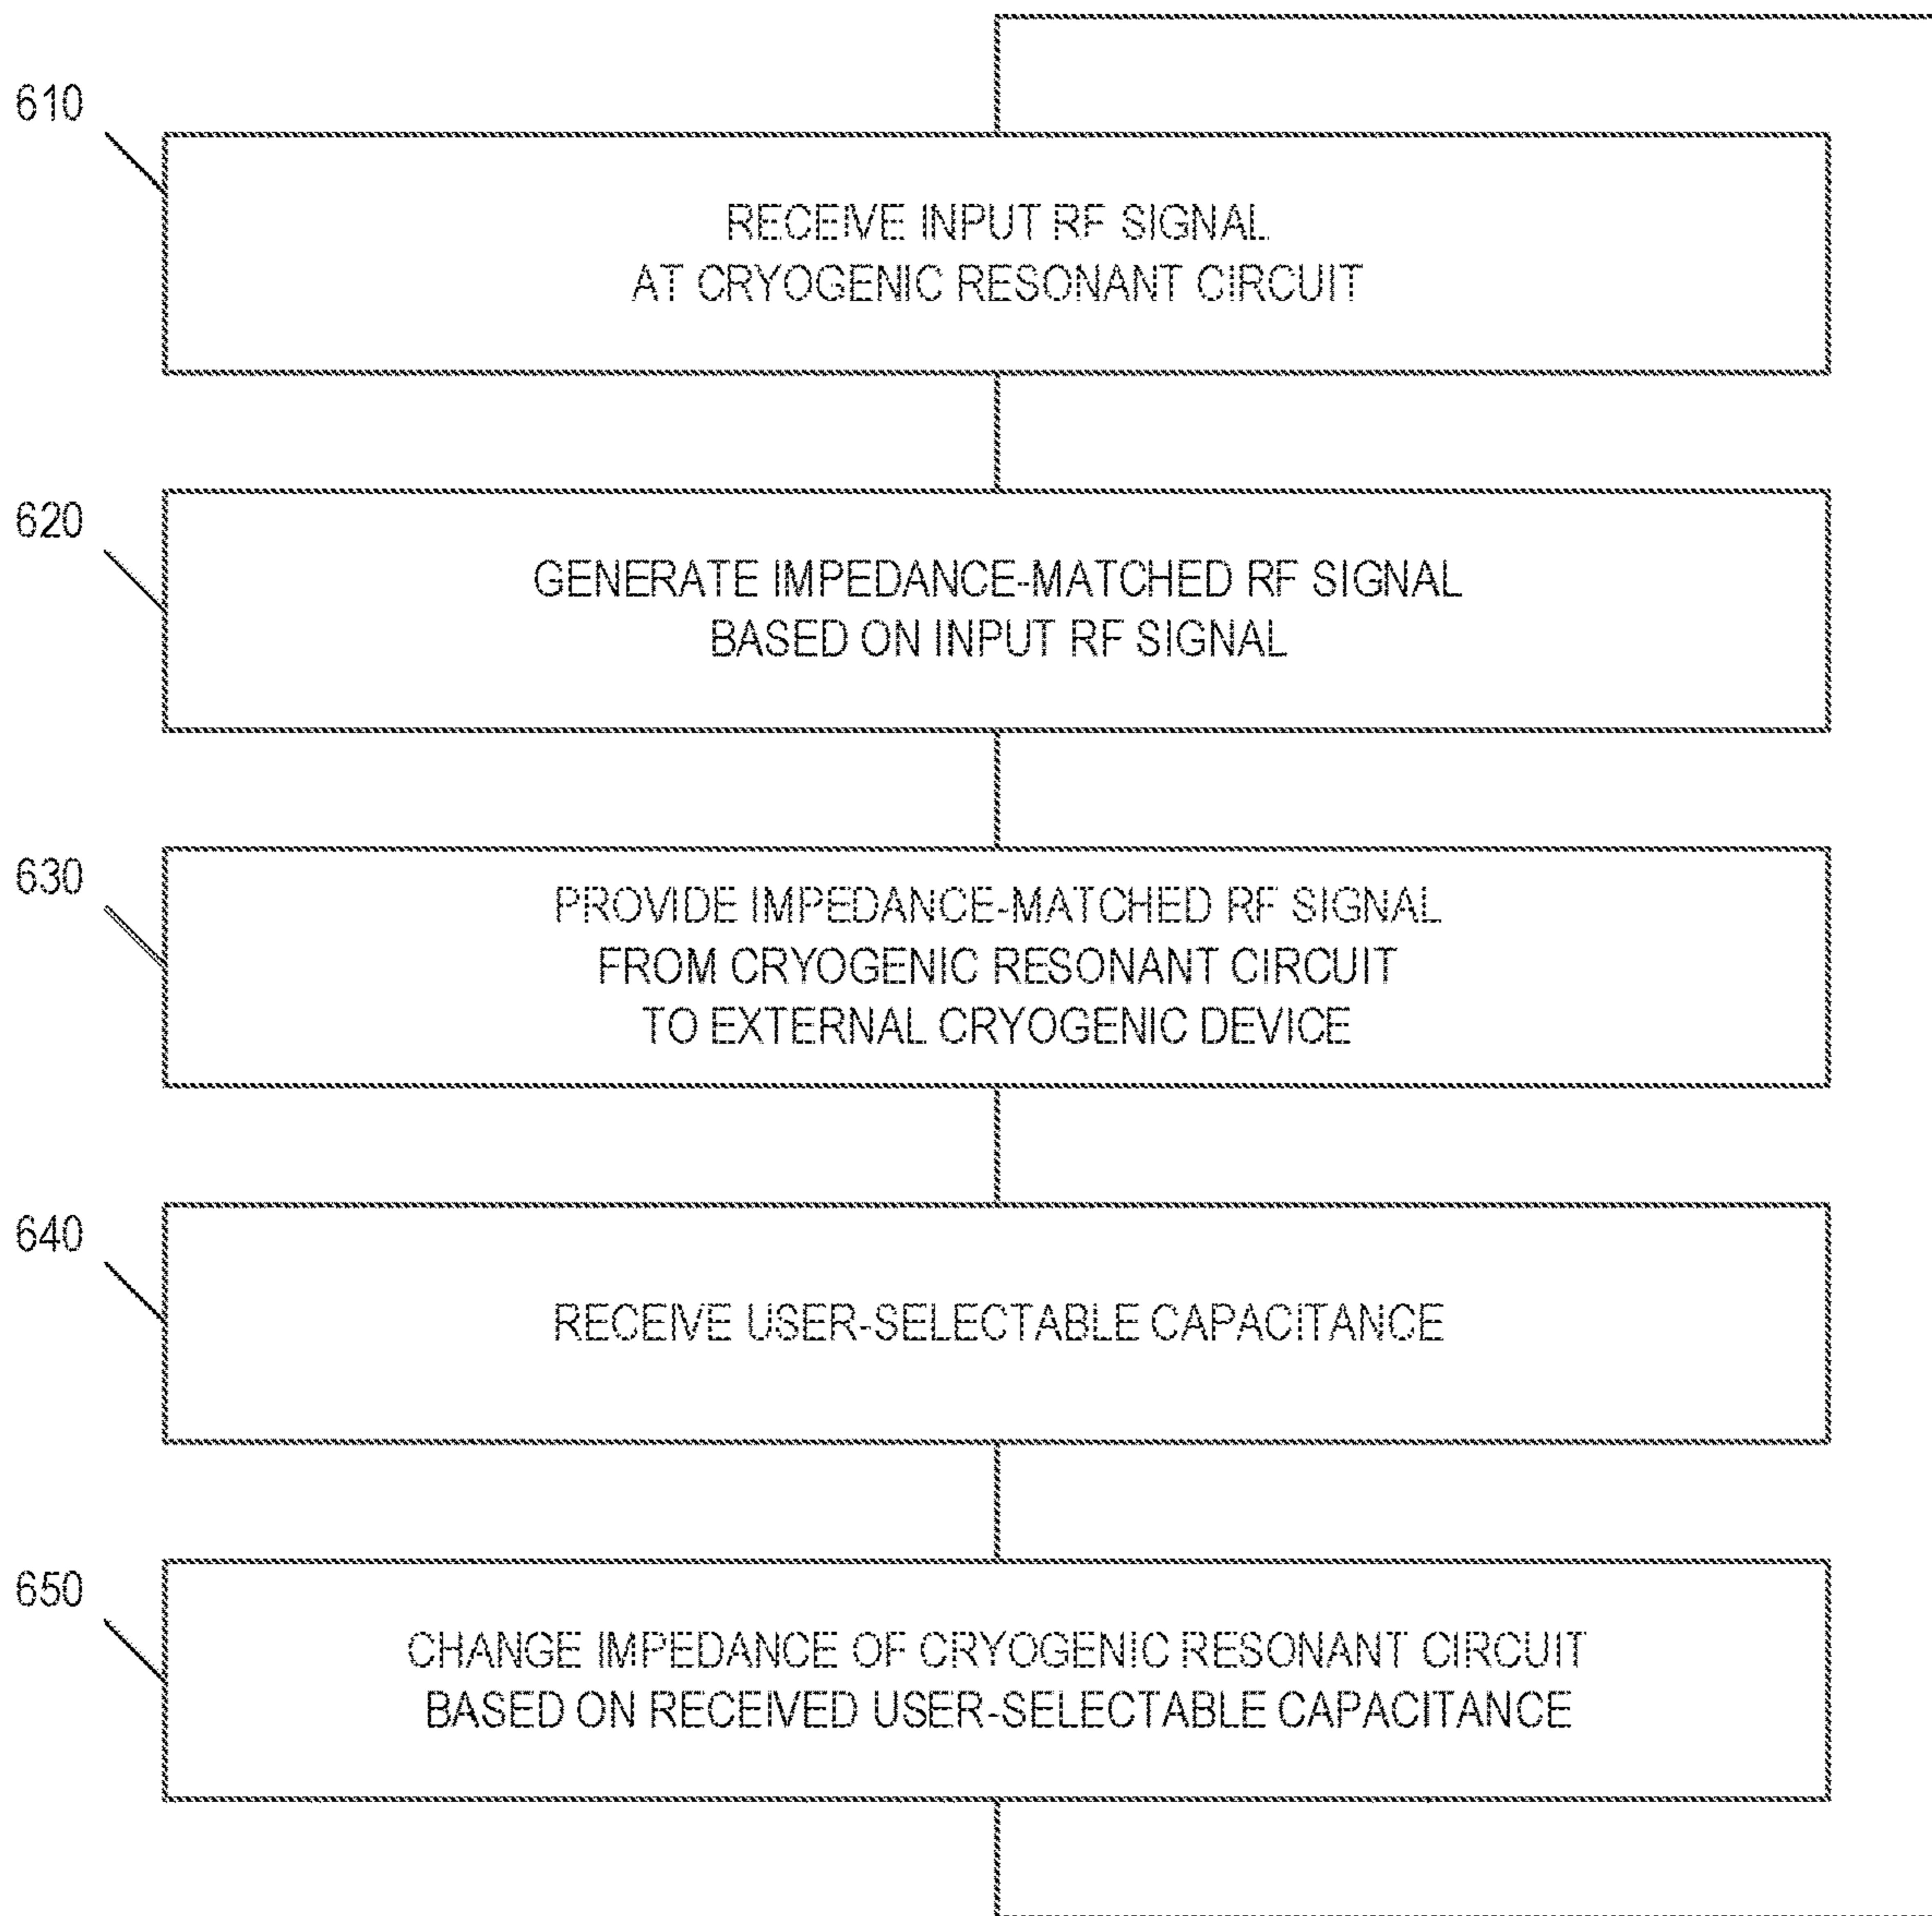 610
RECEIVE INPUT RF SIGNAL
AT CRYOGENIC RESONANT CIRCUIT
620
GENERATE IMPEDANCE-MATCHED RF SIGNAL
BASED ON INPUT RF SIGNAL
630
PROVIDE IMPEDANCE-MATCHED RF SIGNAL
FROM CRYOGENIC RESONANT CIRCUIT
TO EXTERNAL CRYOGENIC DEVICE
640
RECEIVE USER-SELECTABLE CAPACITANCE
650
CHANGE IMPEDANCE OF CRYOGENIC RESONANT CIRCUIT
BASED ON RECEIVED USER-SELECTABLE CAPACITANCE